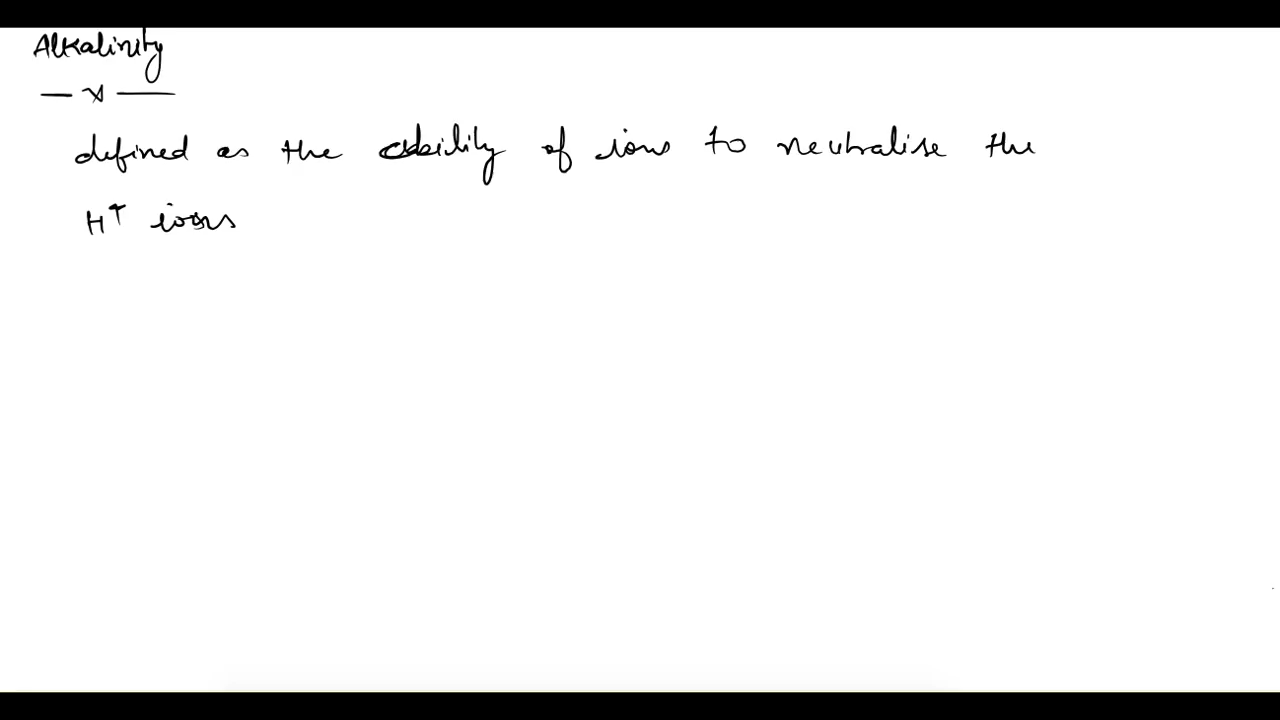 Alkalinity
defined as the ability of ions to neutralise the
H⁺ ions